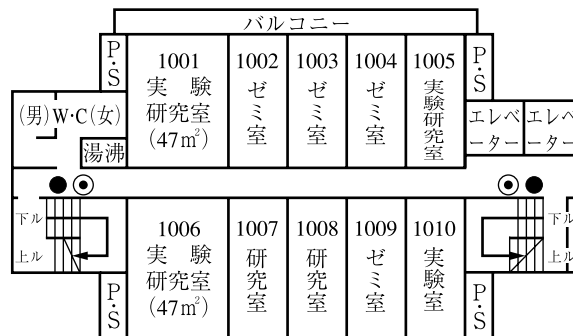 バルコニー
P・S
1001
実験
研究室
(47㎡)
1002
ゼミ室
1003
ゼミ室
1004
ゼミ室
1005
実験研究室
P・S
(男)W・C(女)
湯沸
エレベーター
エレベーター
下ル
上ル
下ル
上ル
P・S
1006
実験
研究室
(47㎡)
1007
研究室
1008
研究室
1009
ゼミ室
1010
実験室
P・S